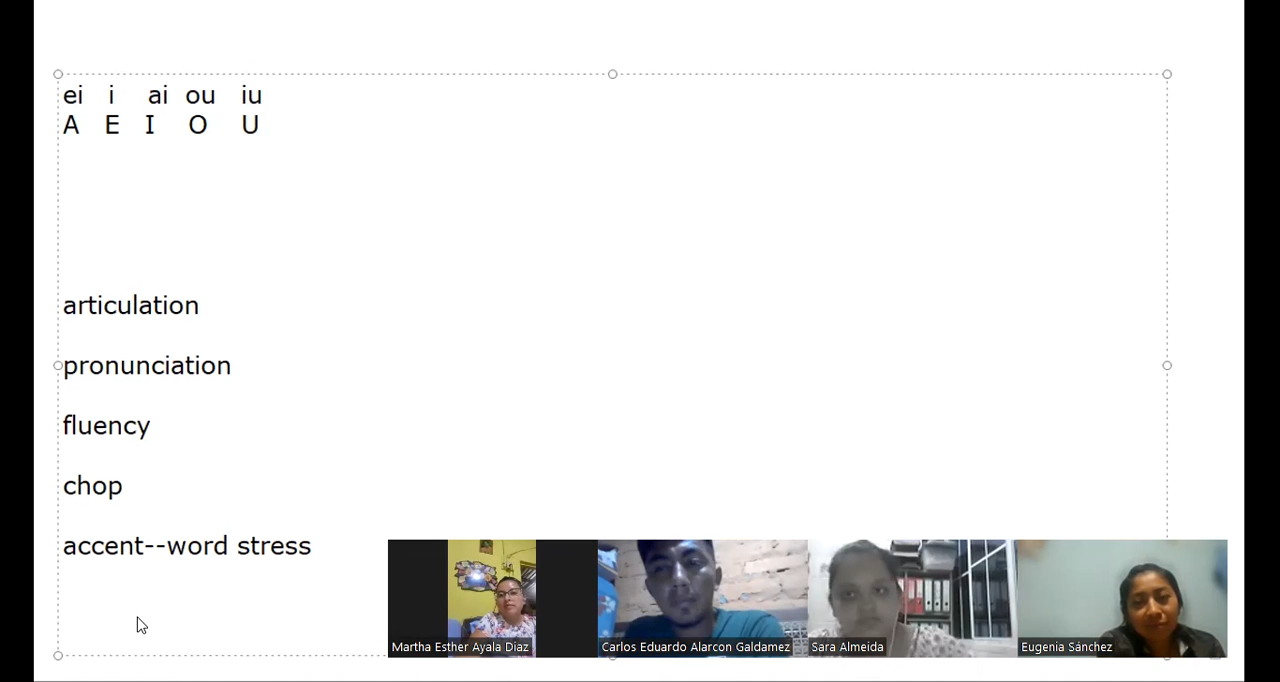 ei i ai ou iu
A E I O U
articulation
pronunciation
fluency
chop
accent--word stress
Martha Esther Ayala Diaz
Carlos Eduardo Alarcon Galdamez
Sara Almeida
Eugenia Sánchez